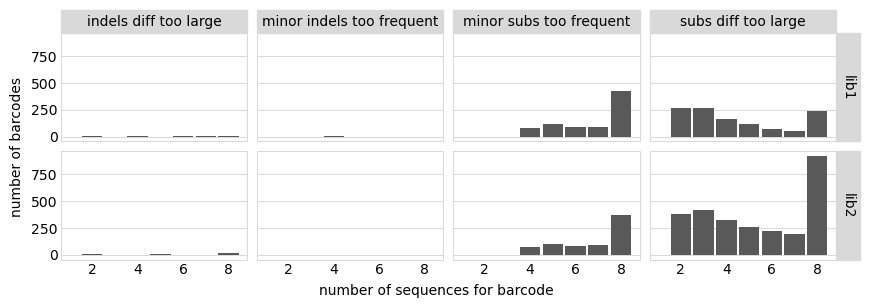 indels diff too large minor indels too frequent minor subs too frequent subs diff too large
number of barcodes
750
500
250
0
lib1
750
500
250
0
lib2
2 4 6 8 2 4 6 8 2 4 6 8 2 4 6 8
number of sequences for barcode